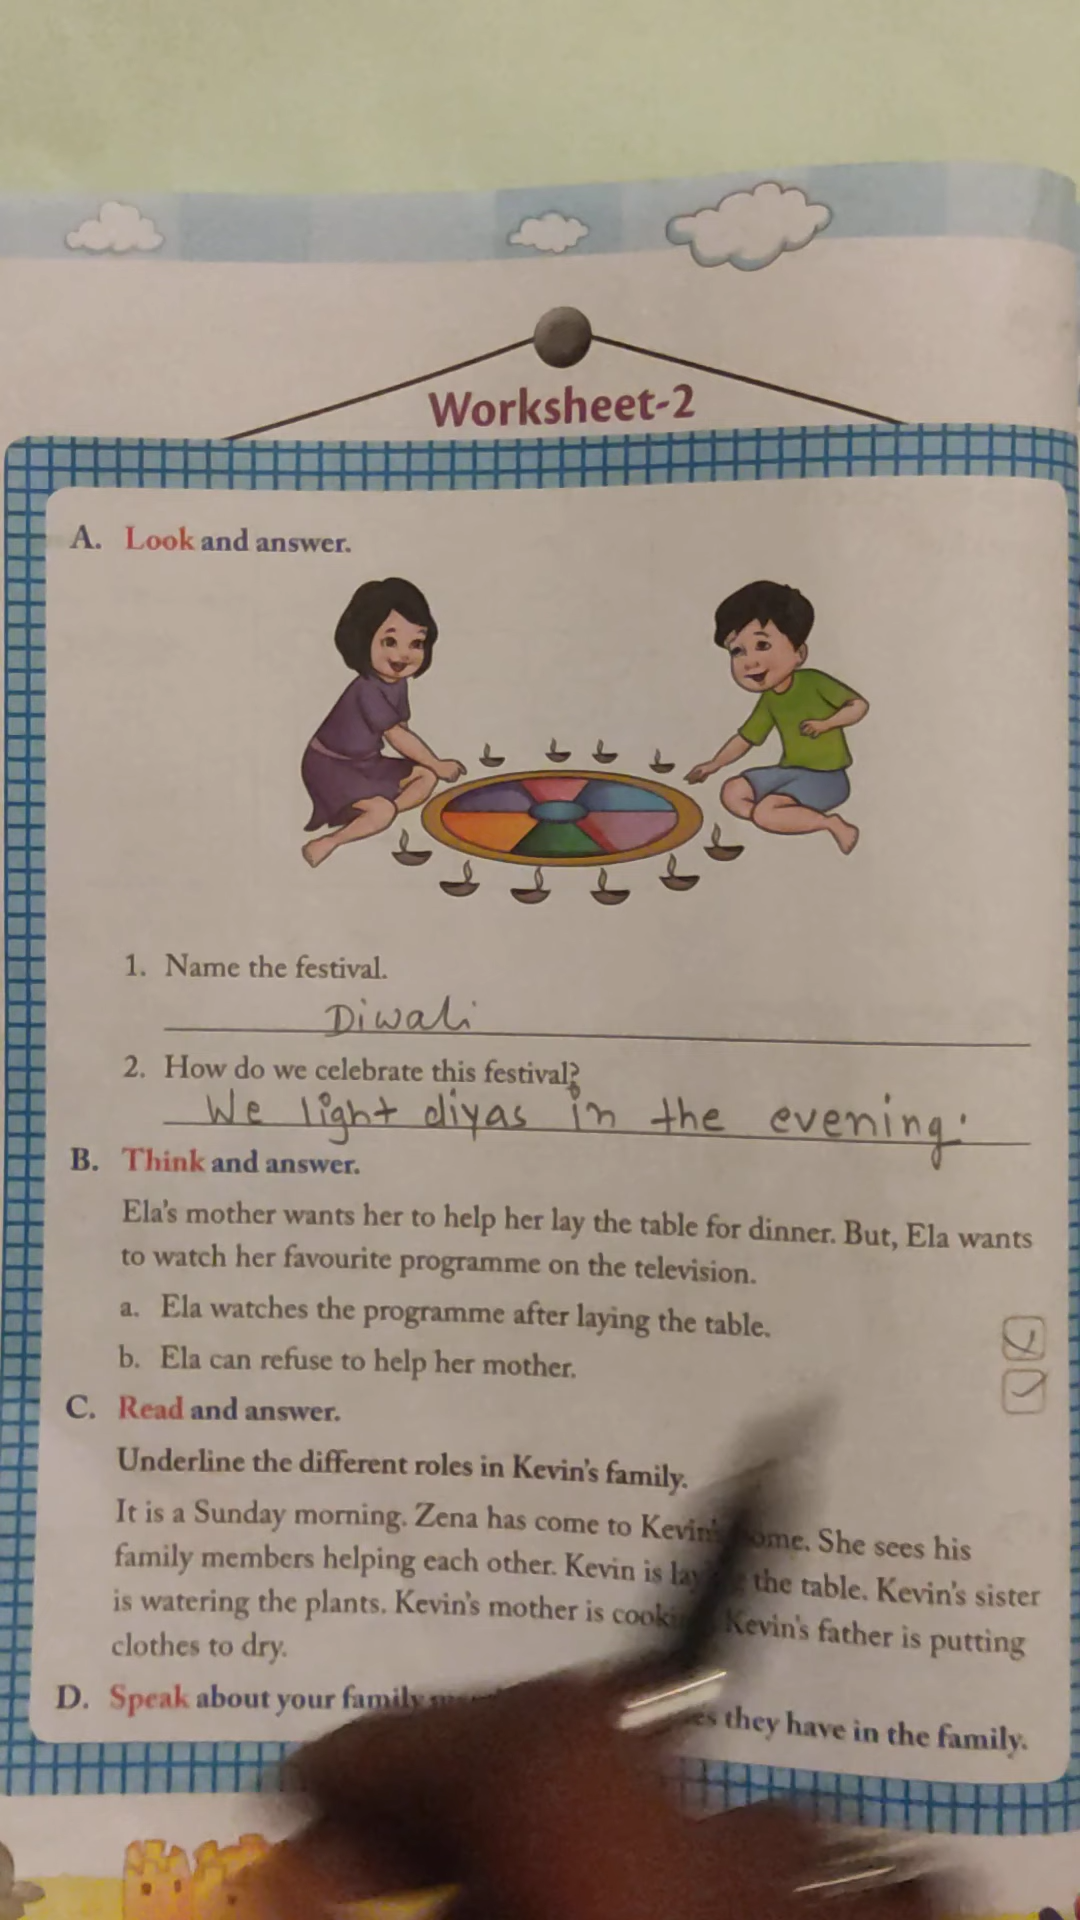 Worksheet-2
A. Look and answer.
1. Name the festival.
Diwali
2. How do we celebrate this festival?
We light diyas in the evening.
B. Think and answer.
Ela's mother wants her to help her lay the table for dinner. But, Ela wants
to watch her favourite programme on the television.
a. Ela watches the programme after laying the table.
b. Ela can refuse to help her mother.
C. Read and answer.
Underline the different roles in Kevin's family.
It is a Sunday morning. Zena has come to Kevin's She sees his
family members helping each other. Kevin is the table. Kevin's sister
is watering the plants. Kevin's mother is Kevin's father is putting
clothes to dry.
D. Speak about your family they have in the family.